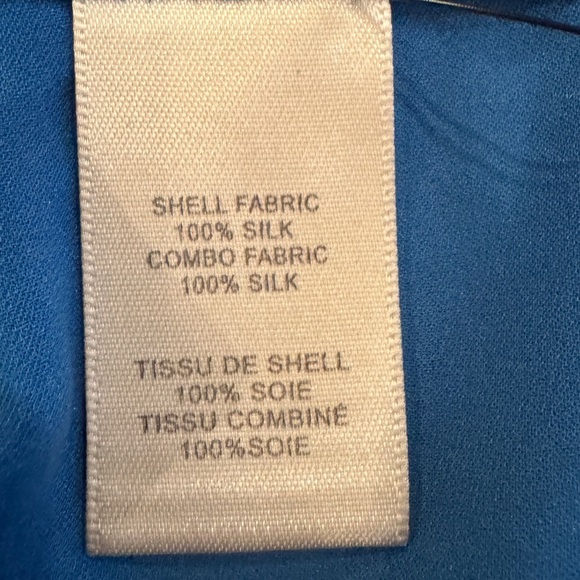 SHELL FABRIC
100% SILK
COMBO FABRIC
100% SILK
TISSU DE SHELL
100% SOIE
TISSU COMBINÉ
100%SOIE